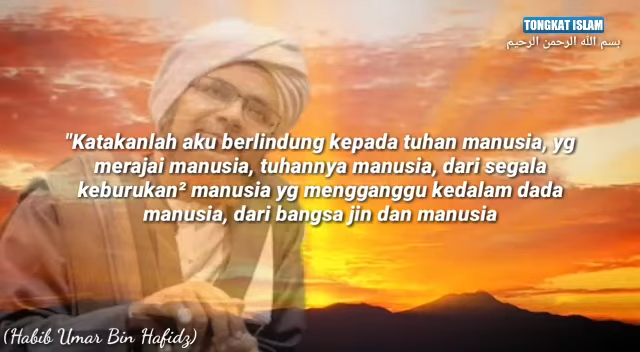 TONGKAT ISLAM
بسم الله الرحمن الرحيم
"Katakanlah aku berlindung kepada tuhan manusia, yg
merajai manusia, tuhannya manusia, dari segala
keburukan² manusia yg mengganggu kedalam dada
manusia, dari bangsa jin dan manusia
(Habib Umar Bin Hafidz)